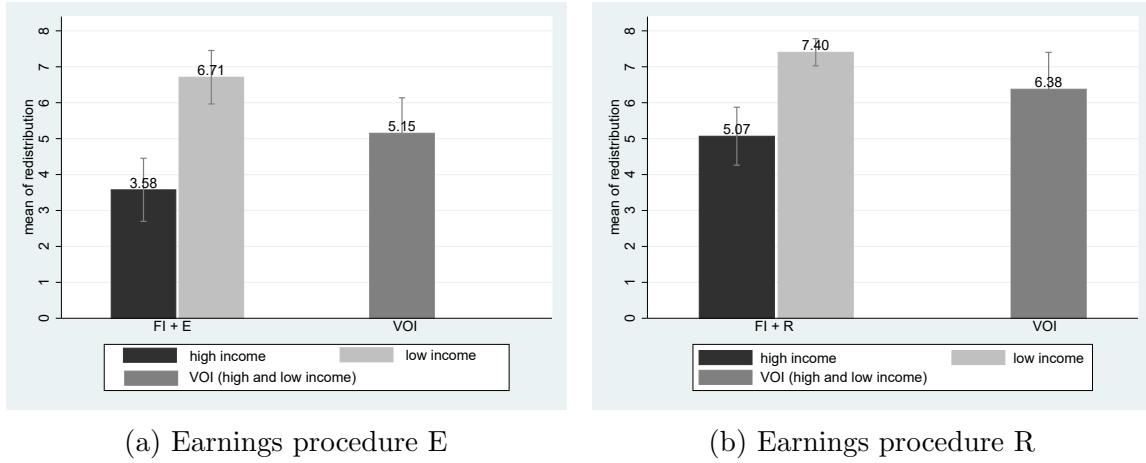 mean of redistribution
8
7
6
5
4
3
2
1
0
3.58
6.71
5.15
FI + E
VOI
high income
low income
VOI (high and low income)
(a) Earnings procedure E
mean of redistribution
8
7
6
5
4
3
2
1
0
5.07
7.40
6.38
FI + R
VOI
high income
low income
VOI (high and low income)
(b) Earnings procedure R